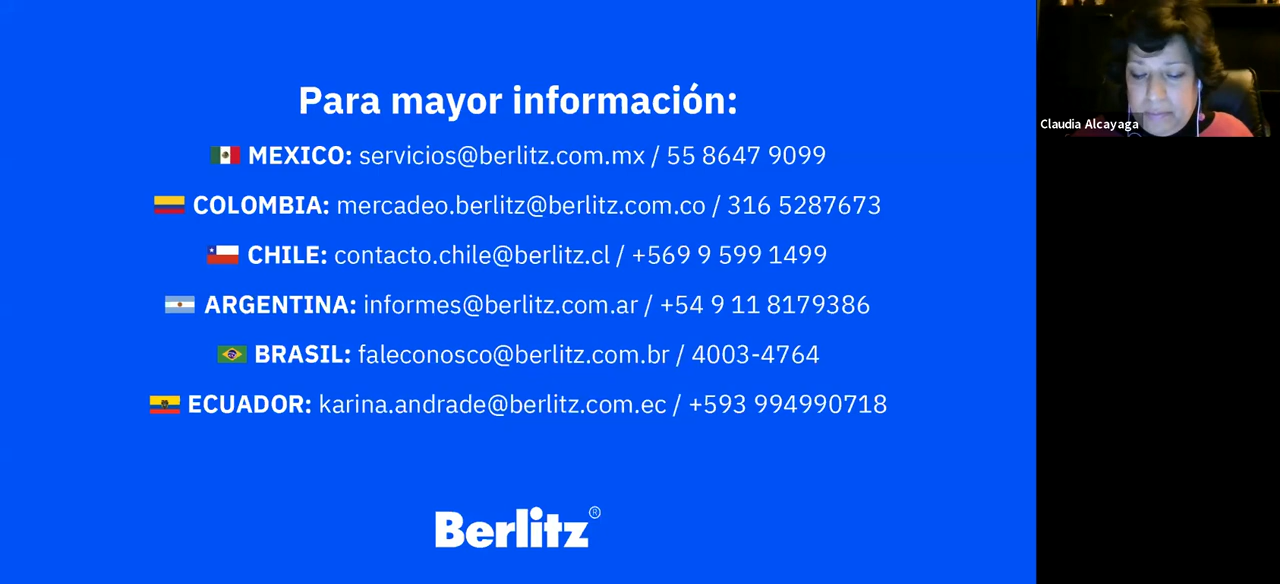 Para mayor información:
MEXICO: servicios@berlitz.com.mx / 55 8647 9099
COLOMBIA: mercadeo.berlitz@berlitz.com.co / 316 5287673
CHILE: contacto.chile@berlitz.cl / +569 9 599 1499
ARGENTINA: informes@berlitz.com.ar / +54 9 11 8179386
BRASIL: faleconosco@berlitz.com.br / 4003-4764
ECUADOR: karina.andrade@berlitz.com.ec / +593 994990718
Berlitz®
Claudia Alcayaga